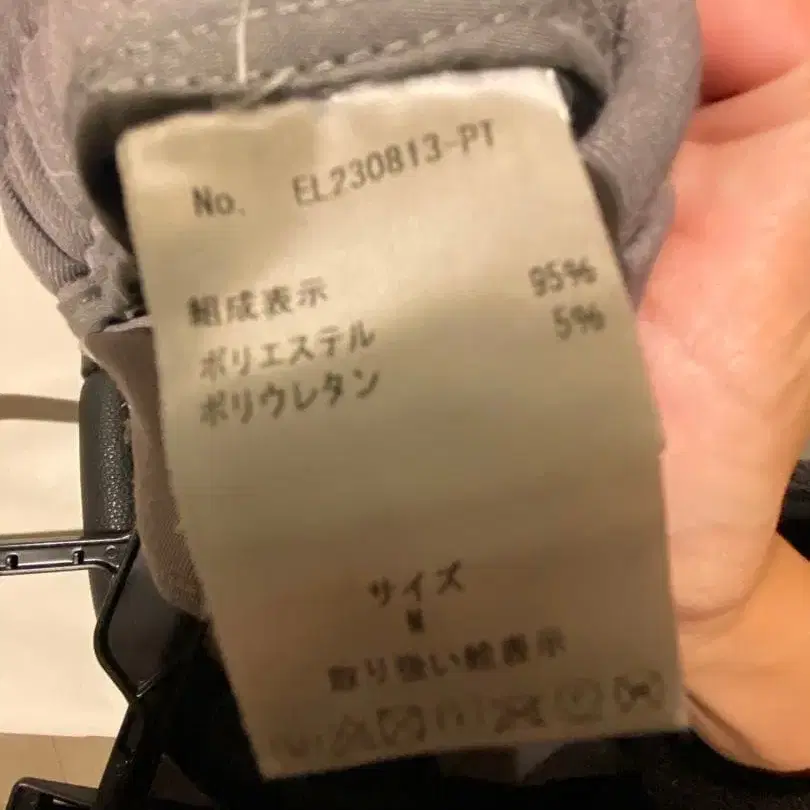 No. EL230813-PT
組成表示
ポリエステル 95%
ポリウレタン 5%
サイズ
M
取り強い絵表示